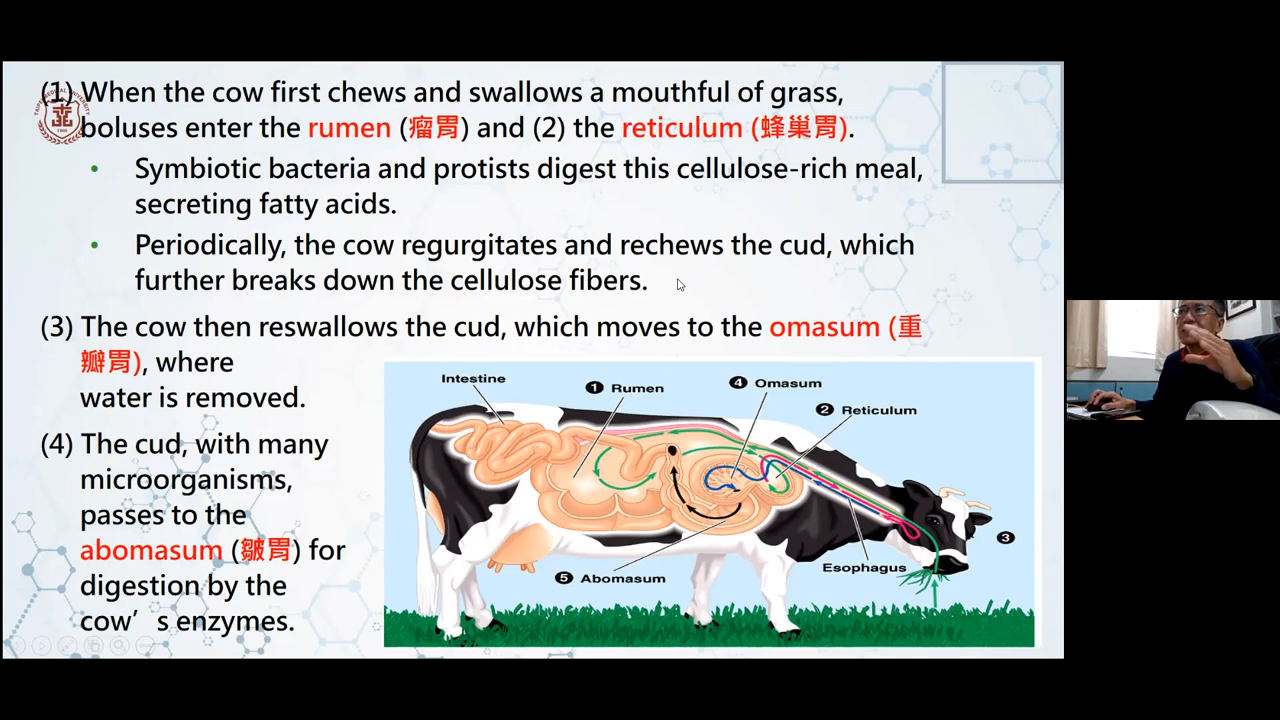 (1) When the cow first chews and swallows a mouthful of grass,
boluses enter the rumen (瘤胃) and (2) the reticulum (蜂巢胃).
• Symbiotic bacteria and protists digest this cellulose-rich meal,
secreting fatty acids.
• Periodically, the cow regurgitates and rechews the cud, which
further breaks down the cellulose fibers.
(3) The cow then reswallows the cud, which moves to the omasum (重
瓣胃), where
water is removed.
(4) The cud, with many
microorganisms,
passes to the
abomasum (皺胃) for
digestion by the
cow’s enzymes.
Intestine
1 Rumen
4 Omasum
2 Reticulum
3
Esophagus
5 Abomasum